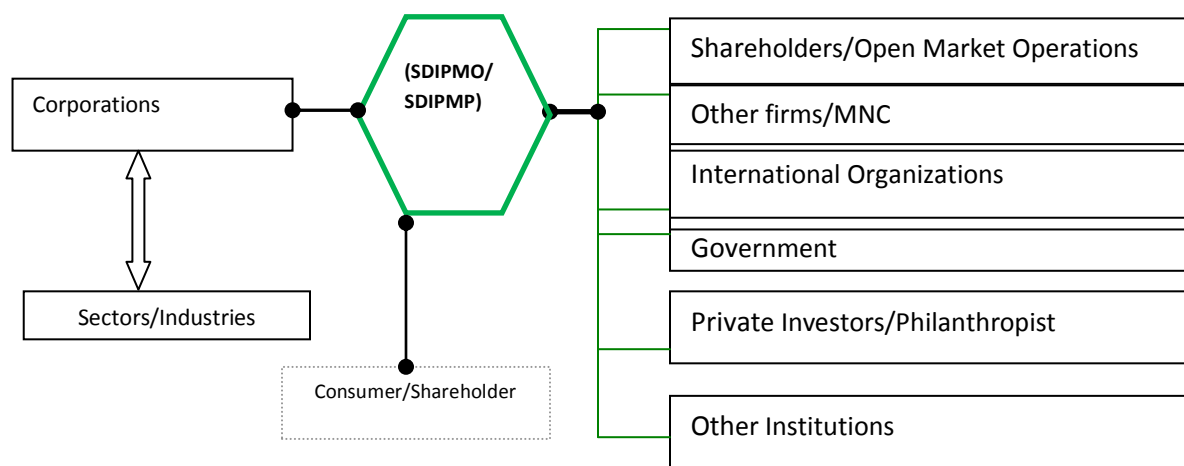 Corporations
(SDIPMO/
SDIPMP)
Shareholders/Open Market Operations
Other firms/MNC
International Organizations
Government
Sectors/Industries
Private Investors/Philanthropist
Consumer/Shareholder
Other Institutions